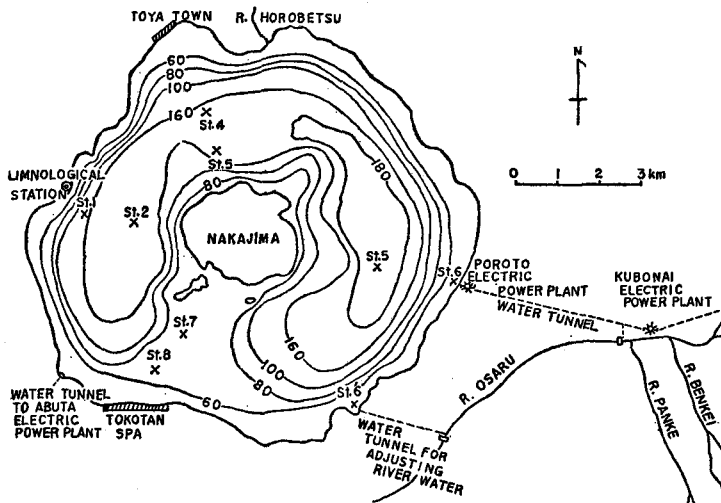 TOYA TOWN
R. HOROBETSU
60
80
100
160
St.4
St.5
LIMNOLOGICAL
STATION
St.1
St.2
80
NAKAJIMA
180
St.5
N
0 1 2 3 km
St.6
POROTO
ELECTRIC
POWER PLANT
WATER TUNNEL
KUBONAI
ELECTRIC
POWER PLANT
St.7
St.8
160
100
80
60
St.6
R. OSARU
R. PANKE
R. BENKEI
WATER TUNNEL
TO ABUTA
ELECTRIC
POWER PLANT
TOKOTAN
SPA
WATER
TUNNEL FOR
ADJUSTING
RIVER WATER